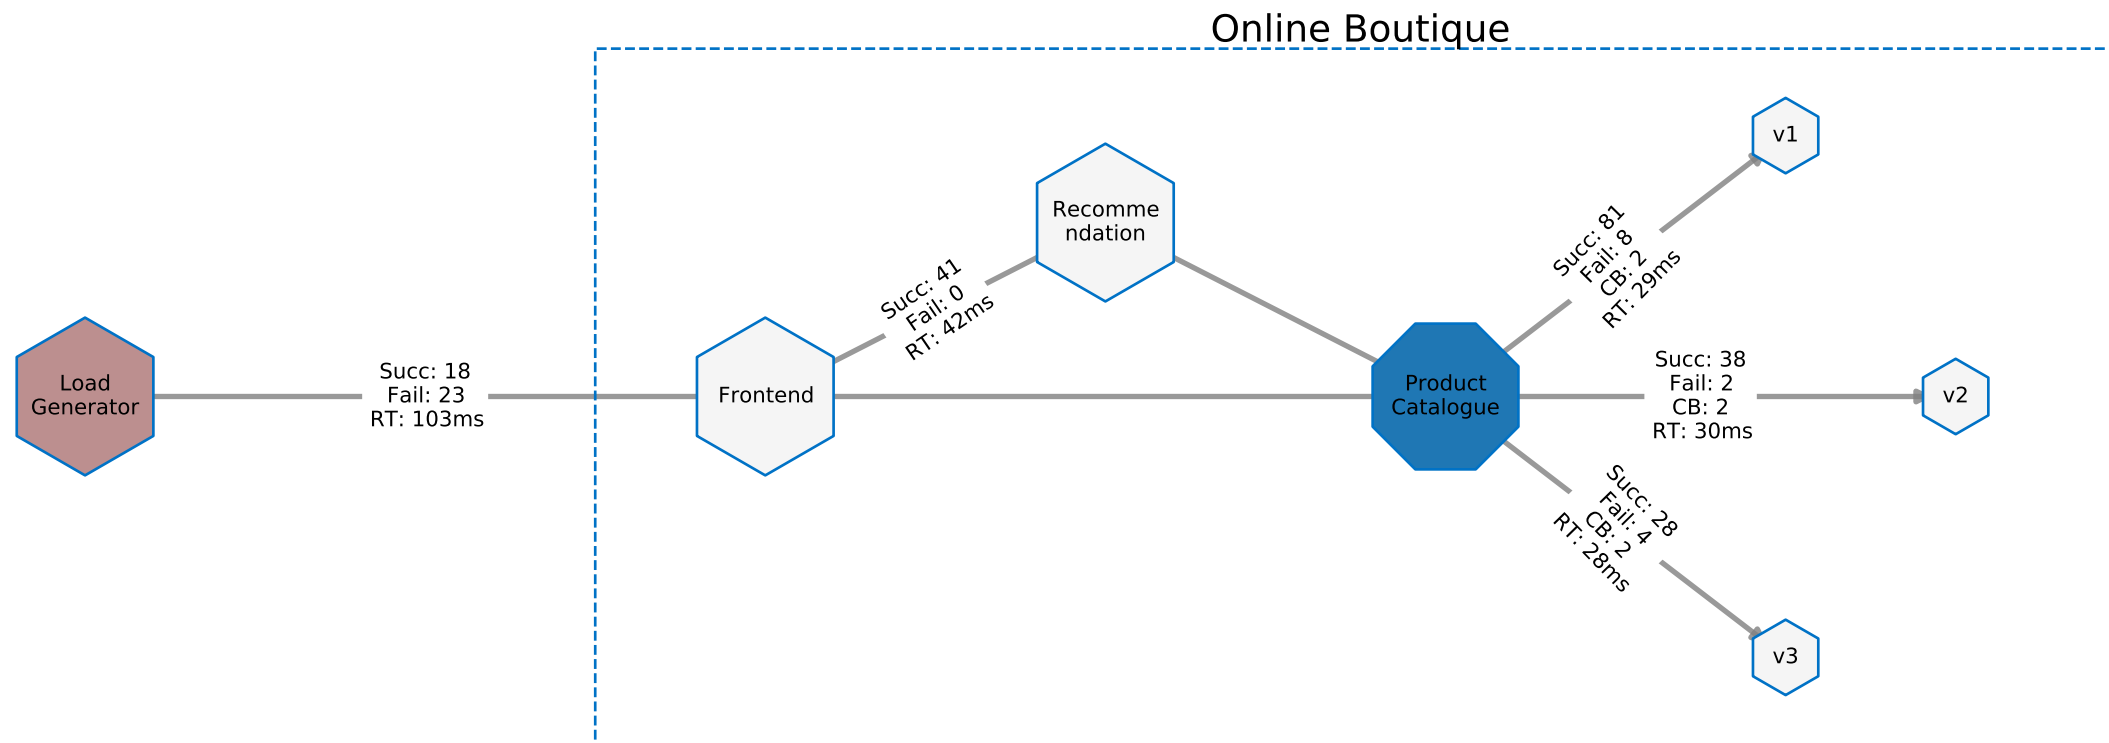 Online Boutique
Load
Generator
Succ: 18
Fail: 23
RT: 103ms
Frontend
Succ: 41
Fail: 0
RT: 42ms
Recomme
ndation
Product
Catalogue
Succ: 81
Fail: 8
CB: 2
RT: 29ms
v1
Succ: 38
Fail: 2
CB: 2
RT: 30ms
v2
Succ: 28
Fail: 4
CB: 2
RT: 28ms
v3